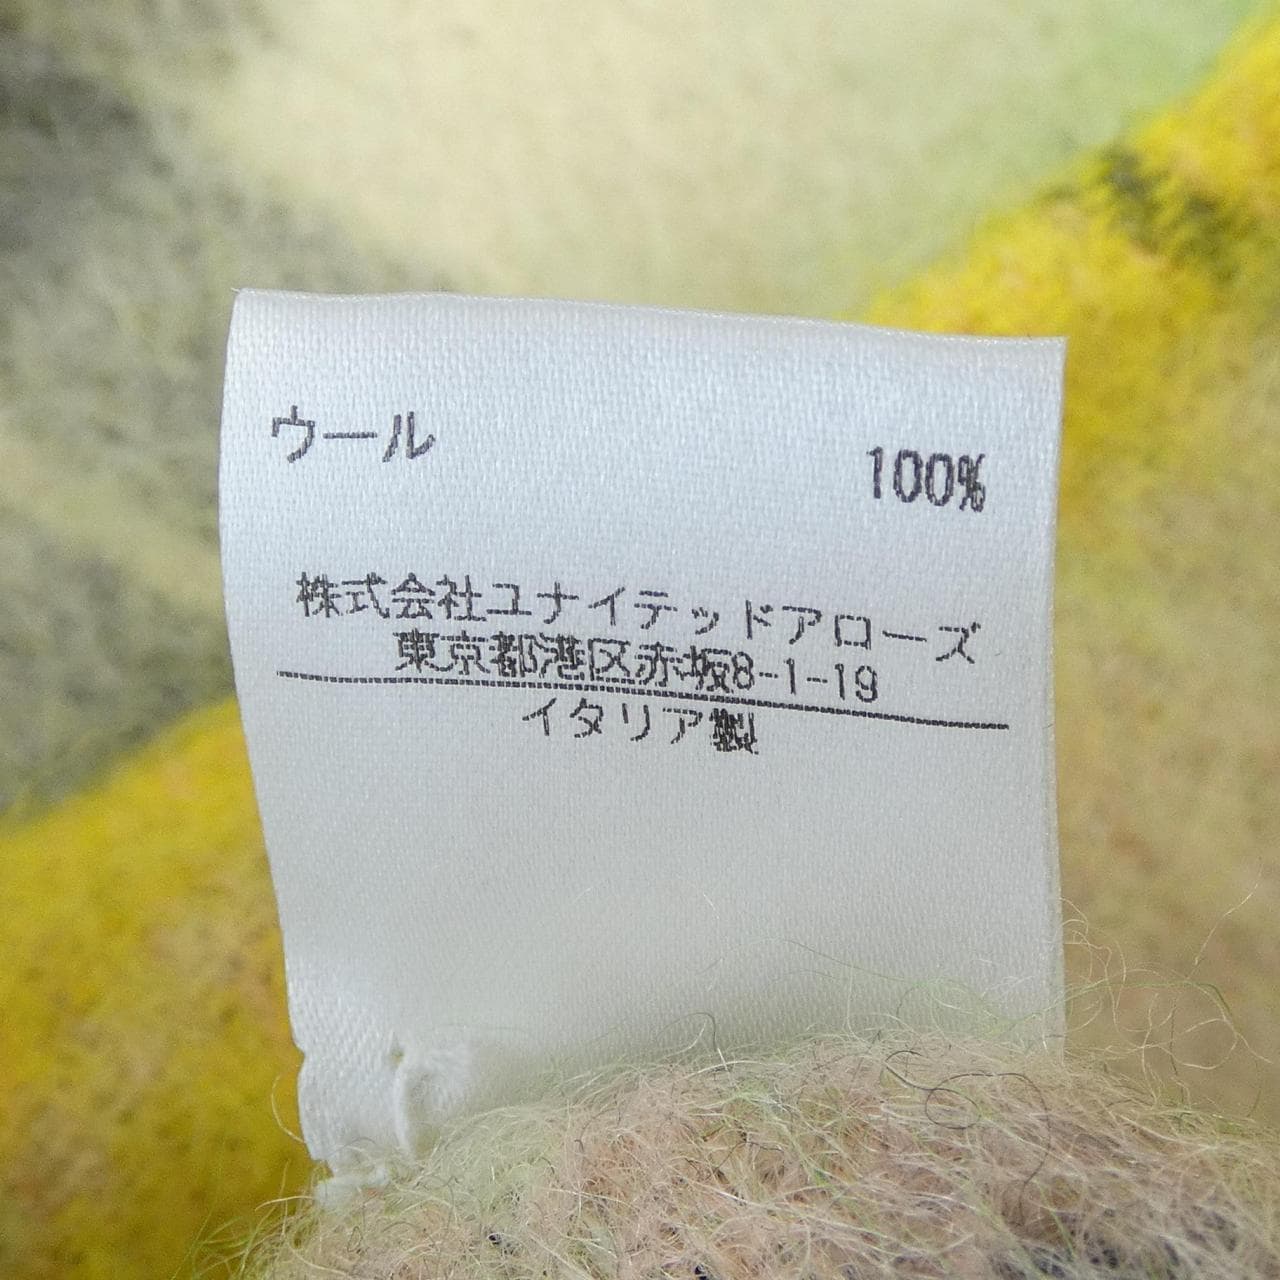 ウール 100%
株式会社ユナイテッドアローズ
東京都港区赤坂8-1-19
イタリア製